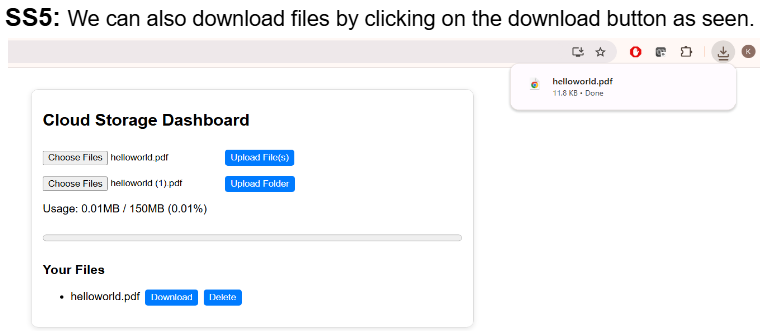 SS5: We can also download files by clicking on the download button as seen.
K
helloworld.pdf
11.8 KB • Done
Cloud Storage Dashboard
Choose Files helloworld.pdf Upload File(s)
Choose Files helloworld (1).pdf Upload Folder
Usage: 0.01MB / 150MB (0.01%)
Your Files
• helloworld.pdf Download Delete